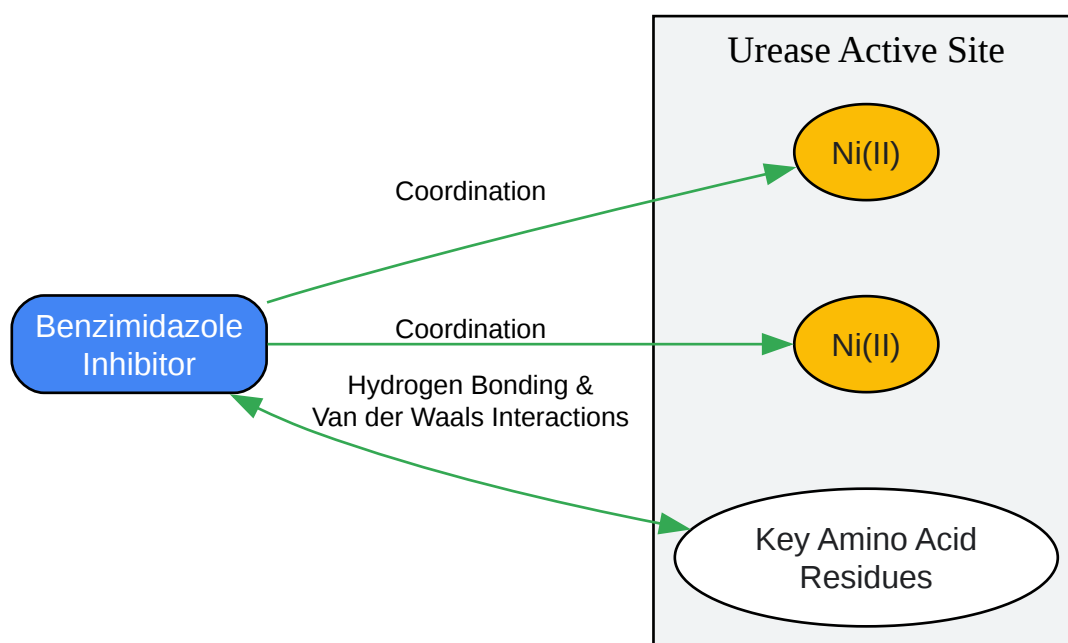 Urease Active Site
Ni(II)
Coordination
Benzimidazole
Inhibitor
Coordination
Ni(II)
Hydrogen Bonding &
Van der Waals Interactions
Key Amino Acid
Residues